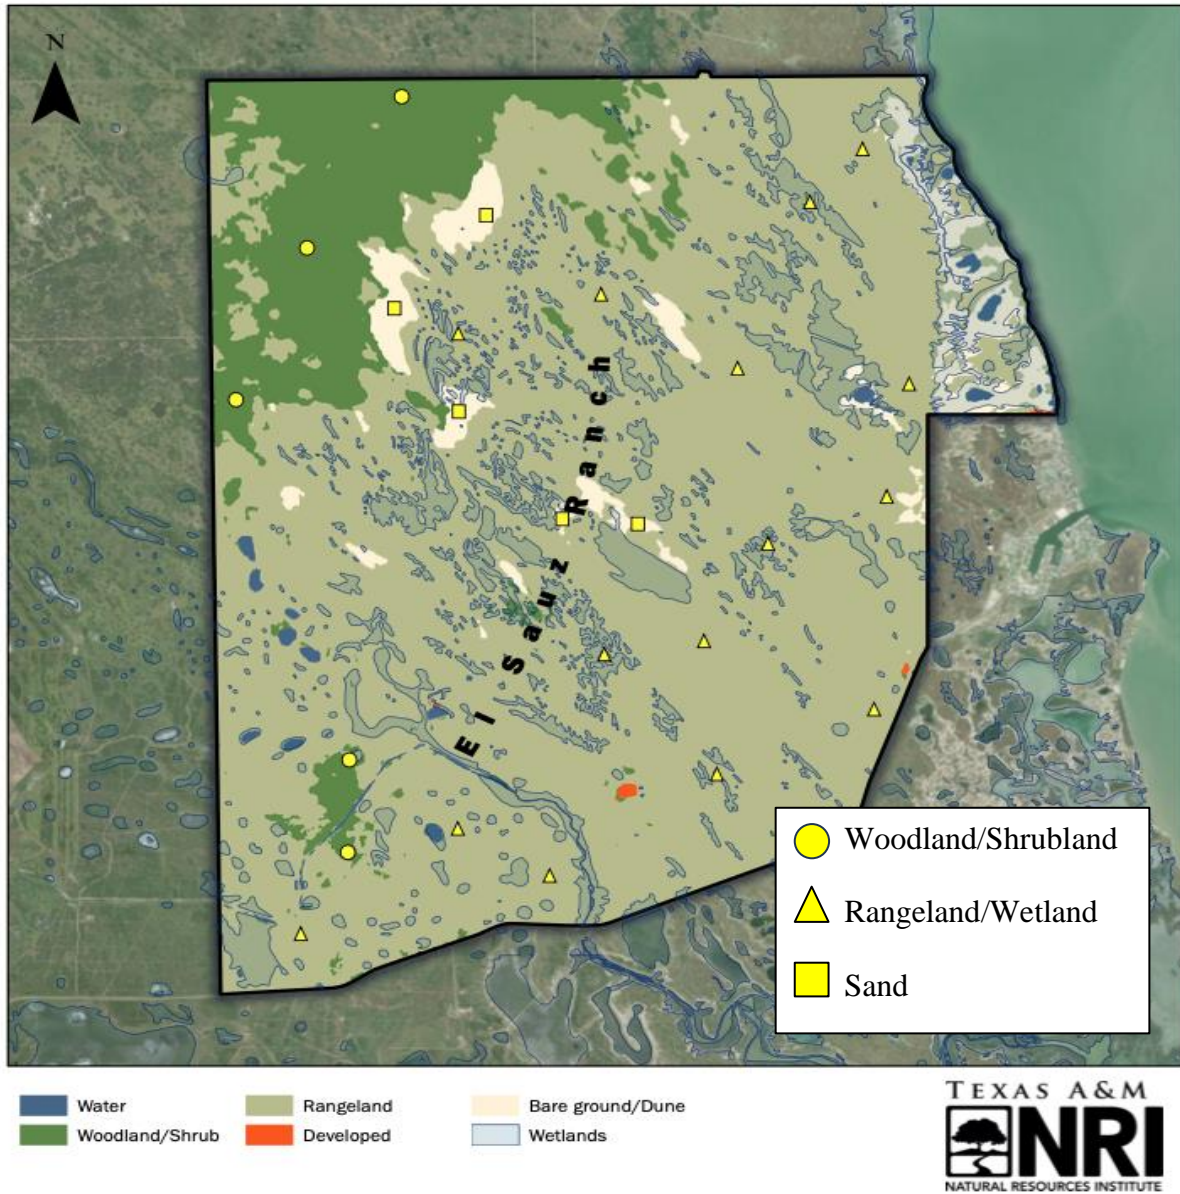 N
El Sauz Ranch
Woodland/Shrubland
Rangeland/Wetland
Sand
Water
Rangeland
Bare ground/Dune
Woodland/Shrub
Developed
Wetlands
TEXAS A&M
NRI
NATURAL RESOURCES INSTITUTE